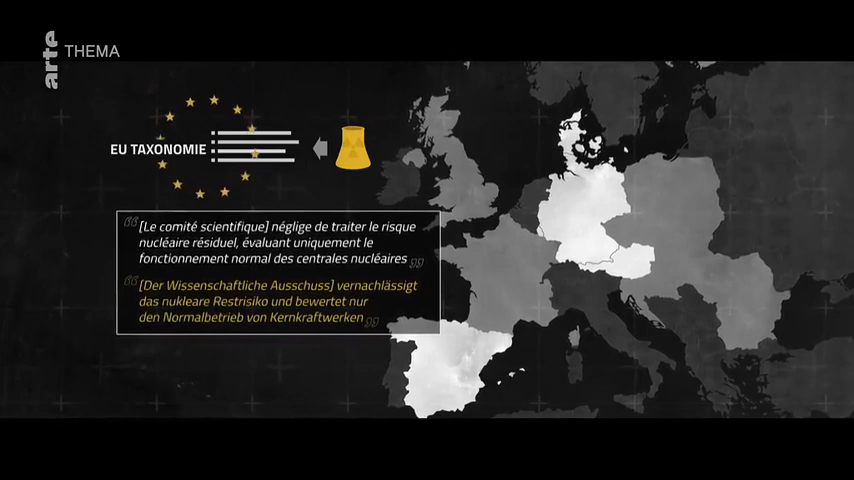 arte THEMA
EU TAXONOMIE
[Le comité scientifique] néglige de traiter le risque
nucléaire résiduel, évaluant uniquement le
fonctionnement normal des centrales nucléaires
[Der Wissenschaftliche Ausschuss] vernachlässigt
das nukleare Restrisiko und bewertet nur
den Normalbetrieb von Kernkraftwerken